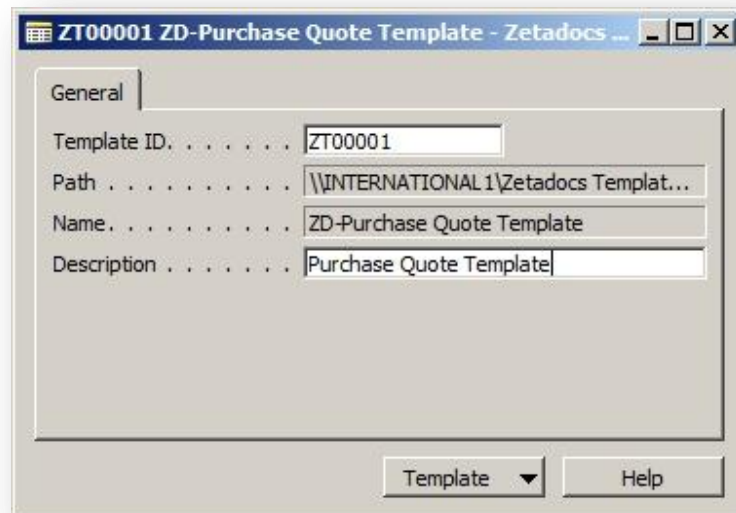 ZT00001 ZD-Purchase Quote Template - Zetadocs ...
General
Template ID. . . . . . . ZT00001
Path . . . . . . . . . . \\INTERNATIONAL1\Zetadocs Templat...
Name. . . . . . . . . . ZD-Purchase Quote Template
Description . . . . . . . Purchase Quote Template
Template Help